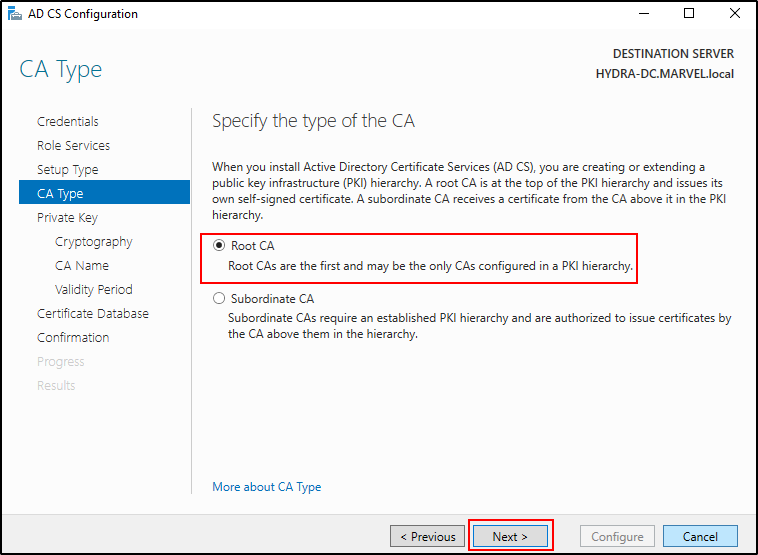 AD CS Configuration
CA Type
DESTINATION SERVER
HYDRA-DC.MARVEL.local
Credentials
Role Services
Setup Type
CA Type
Private Key
Cryptography
CA Name
Validity Period
Certificate Database
Confirmation
Progress
Results
Specify the type of the CA
When you install Active Directory Certificate Services (AD CS), you are creating or extending a
public key infrastructure (PKI) hierarchy. A root CA is at the top of the PKI hierarchy and issues its
own self-signed certificate. A subordinate CA receives a certificate from the CA above it in the PKI
hierarchy.
Root CA
Root CAs are the first and may be the only CAs configured in a PKI hierarchy.
Subordinate CA
Subordinate CAs require an established PKI hierarchy and are authorized to issue certificates by
the CA above them in the hierarchy.
More about CA Type
< Previous
Next >
Configure
Cancel